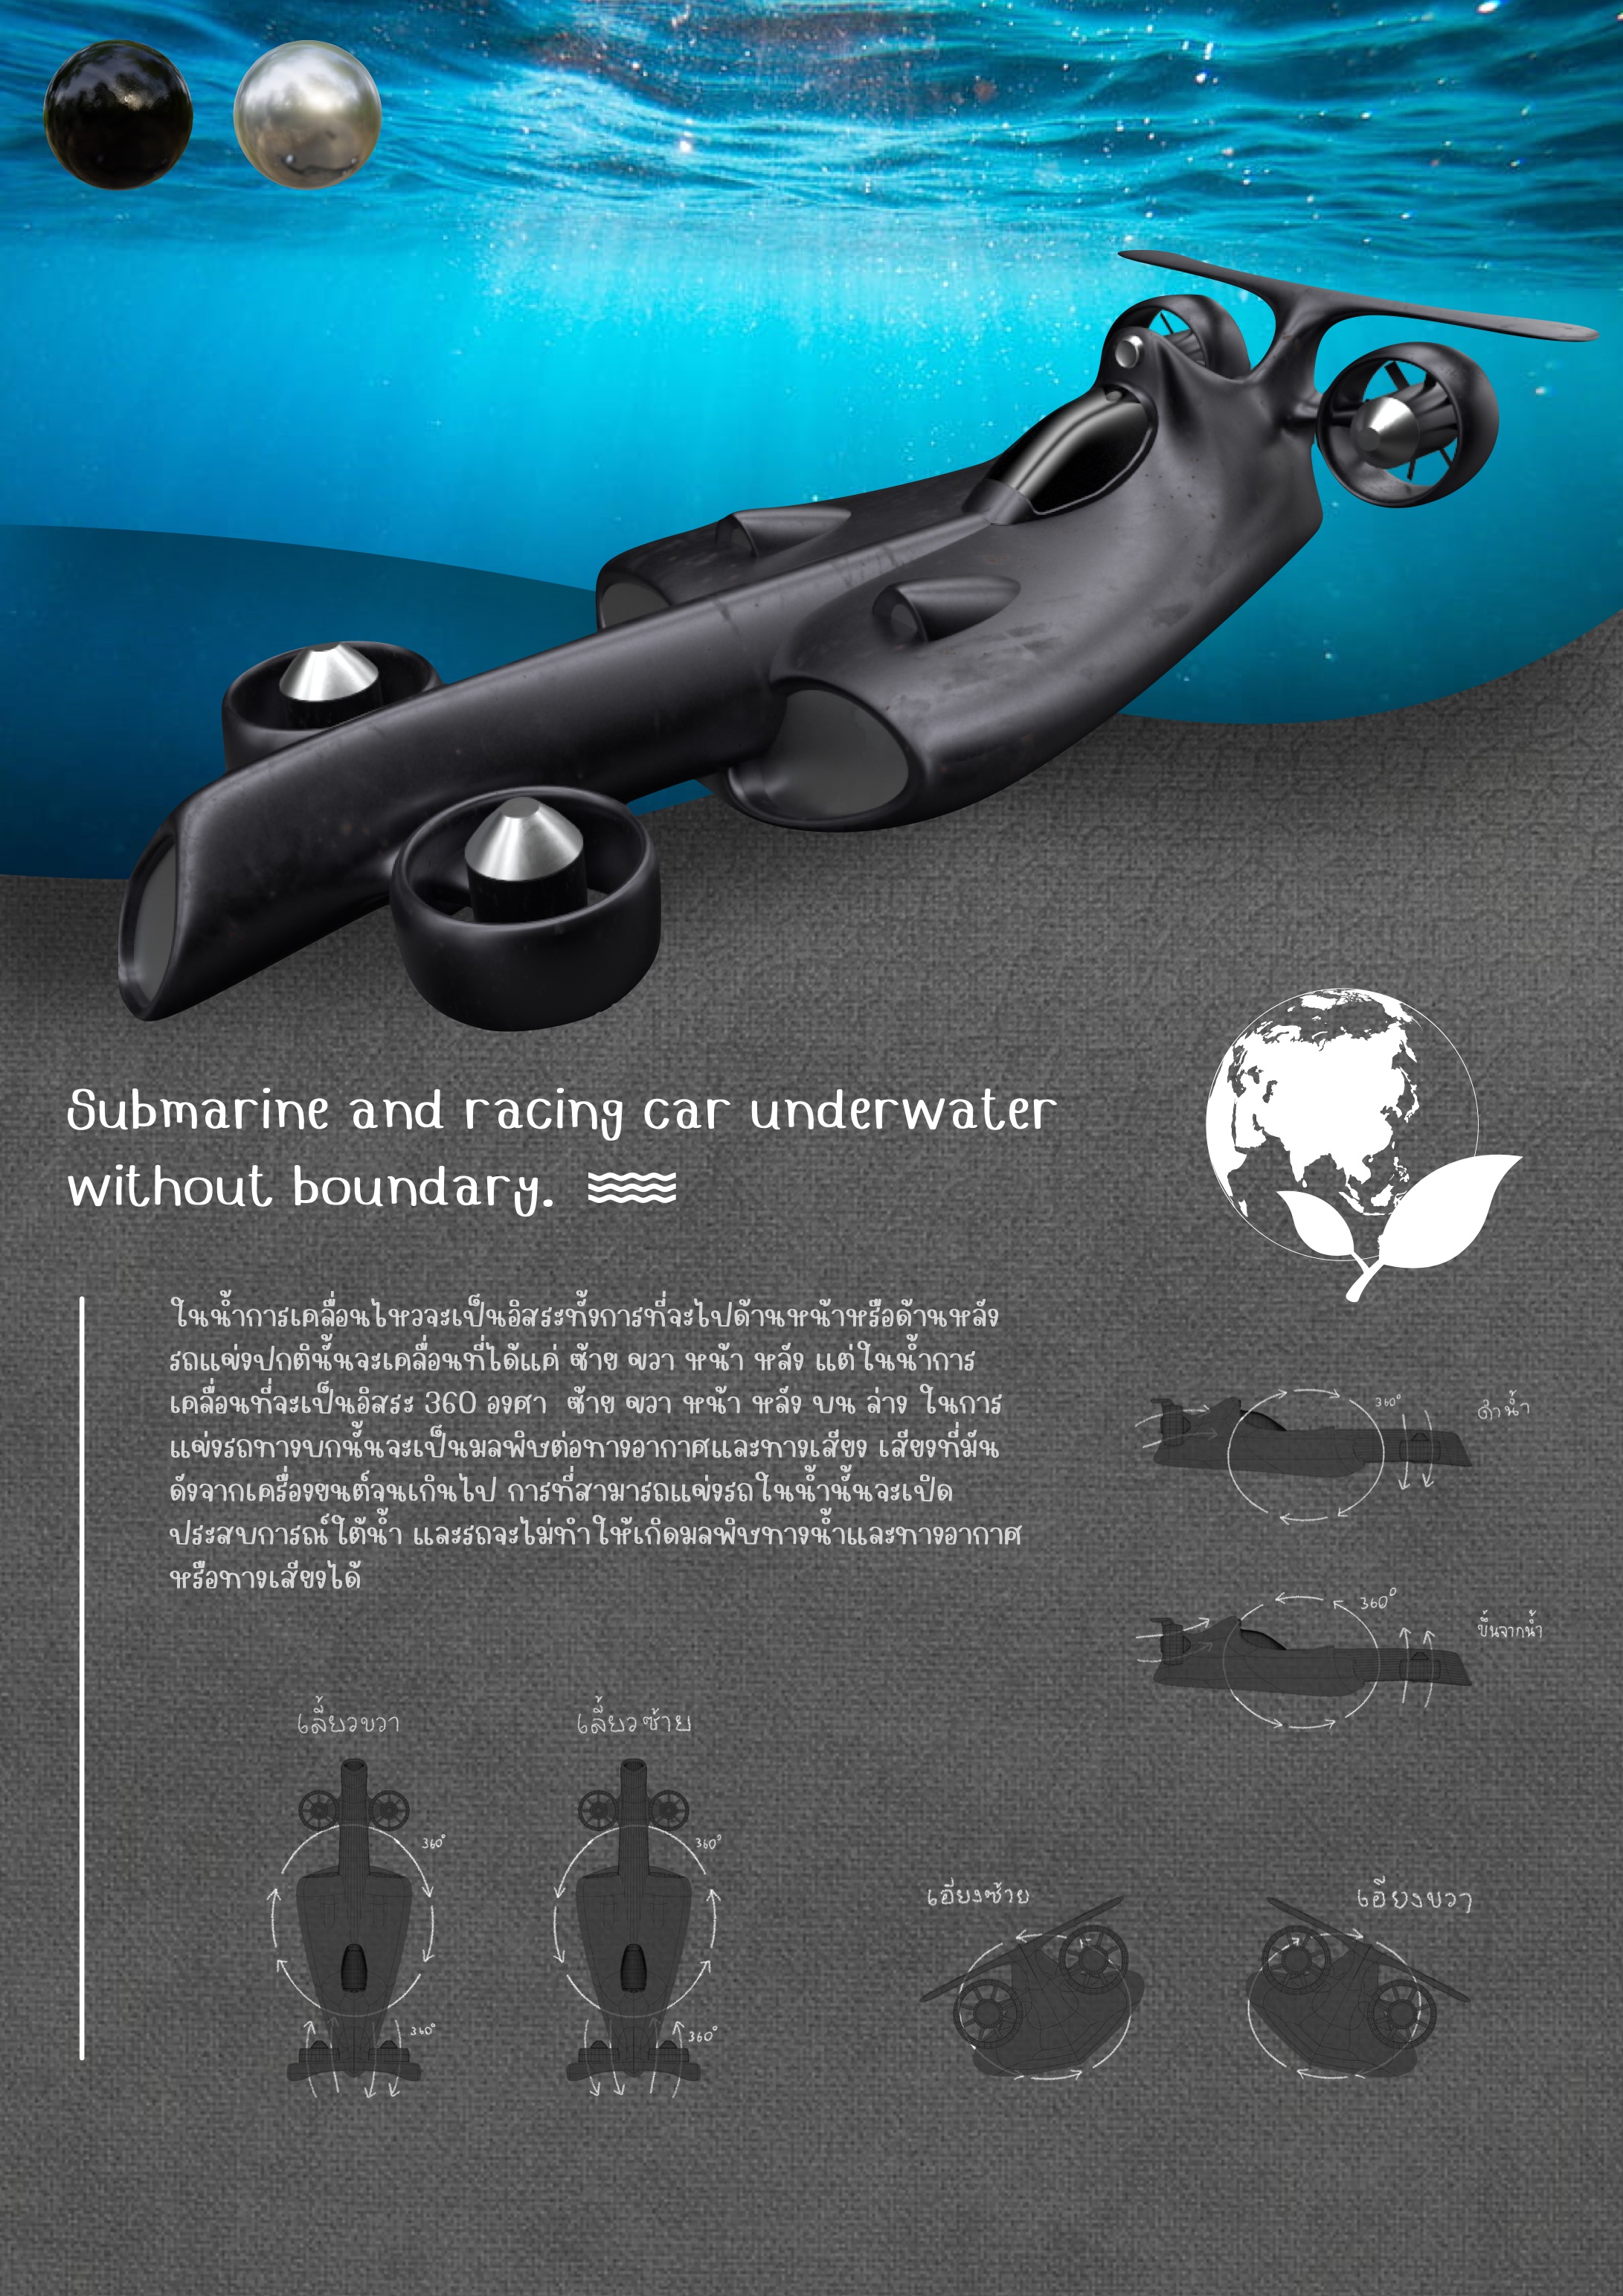 Submarine and racing car underwater
without boundary.
ในน้ำการเคลื่อนไหวจะเป็นอิสระทั้งการที่จะไปด้านหน้าหรือด้านหลัง
รถแข่งปกตินั้นจะเคลื่อนที่ได้แค่ ซ้าย ขวา หน้า หลัง แต่ในน้ำการ
เคลื่อนที่จะเป็นอิสระ 360 องศา ซ้าย ขวา หน้า หลัง บน ล่าง ในการ
แข่งรถทางบกนั้นจะเป็นมลพิษต่อทางอากาศและทางเสียง เสียงที่มัน
ดังจากเครื่องยนต์จนเกินไป การที่สามารถแข่งรถในน้ำนั้นจะเปิด
ประสบการณ์ใต้น้ำ และรถจะไม่ทำให้เกิดมลพิษทางน้ำและทางอากาศ
หรือทางเสียงได้
360°
ดำน้ำ
360°
ขึ้นจากน้ำ
เลี้ยวขวา
360°
360°
เลี้ยวซ้าย
360°
360°
เอียงซ้าย
เอียงขวา